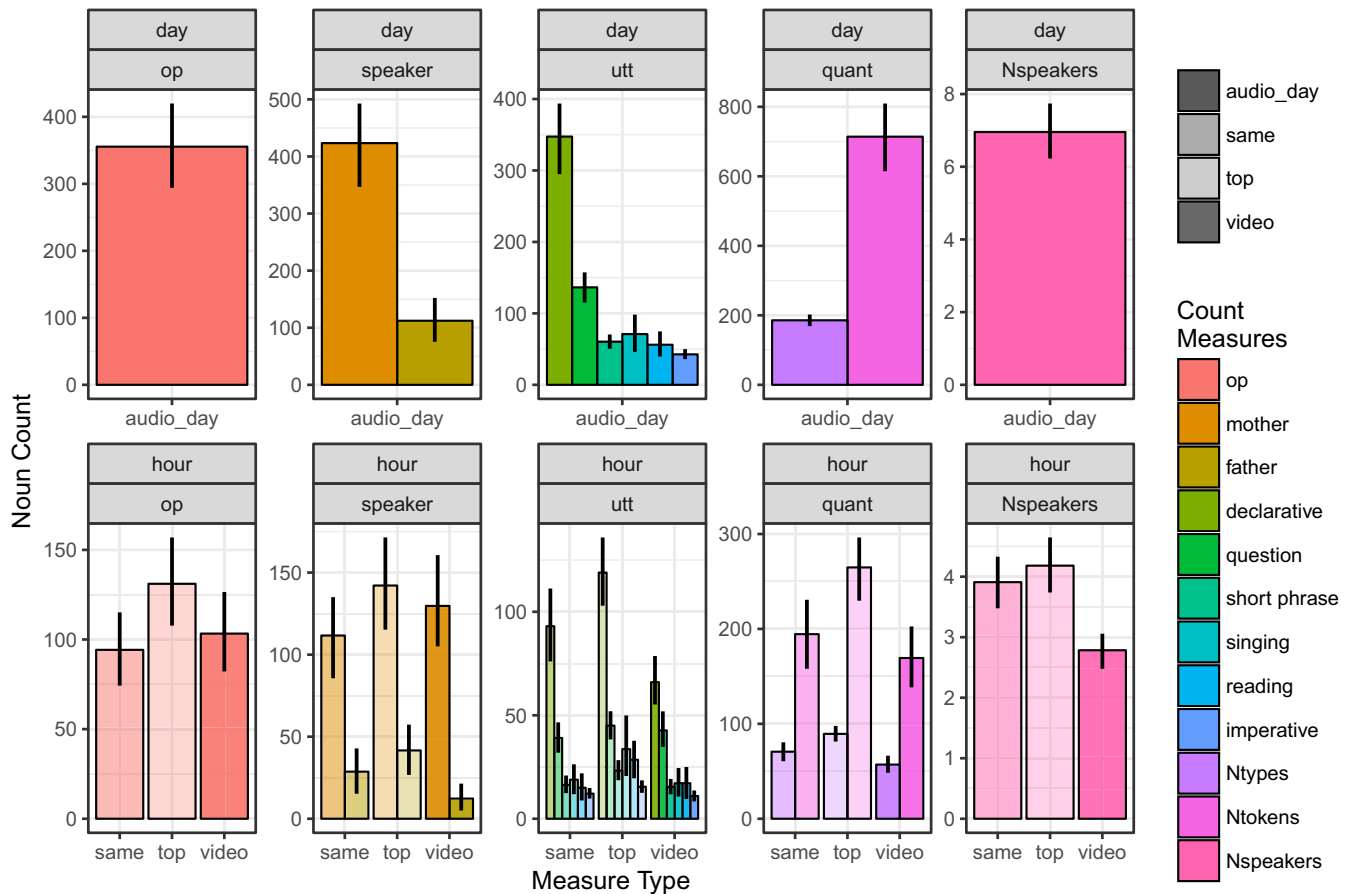 day day day day day
op speaker utt quant Nspeakers
400
300
200
100
0
500
400
300
200
100
0
400
300
200
100
0
800
600
400
200
0
8
6
4
2
0
audio_day audio_day audio_day audio_day audio_day
hour hour hour hour hour
op speaker utt quant Nspeakers
150
100
50
0
150
100
50
0
100
50
0
300
200
100
0
4
3
2
1
0
same top video same top video same top video same top video same top video
Noun Count
Measure Type
audio_day
same
top
video
Count
Measures
op
mother
father
declarative
question
short phrase
singing
reading
imperative
Ntypes
Ntokens
Nspeakers